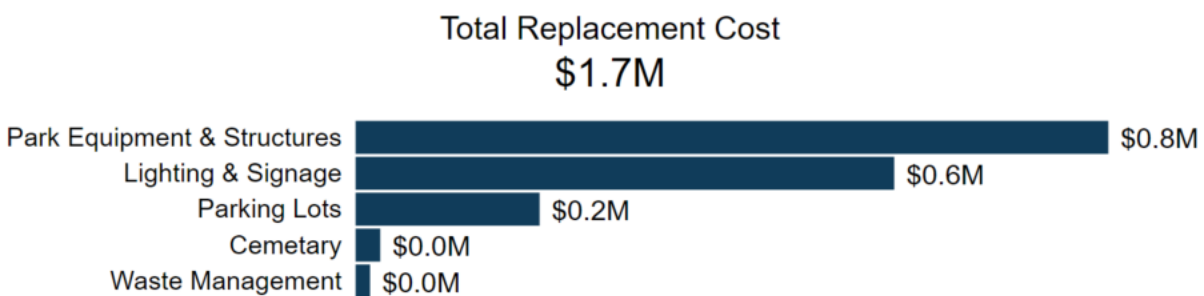 Total Replacement Cost
$1.7M
Park Equipment & Structures $0.8M
Lighting & Signage $0.6M
Parking Lots $0.2M
Cemetary $0.0M
Waste Management $0.0M